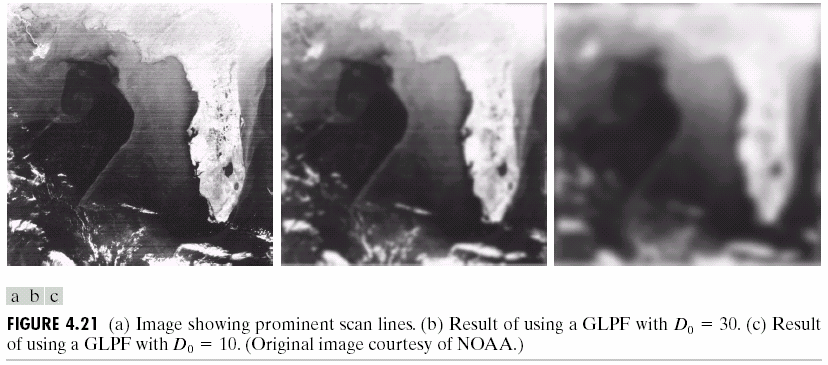 a b c
FIGURE 4.21 (a) Image showing prominent scan lines. (b) Result of using a GLPF with D₀ = 30. (c) Result
of using a GLPF with D₀ = 10. (Original image courtesy of NOAA.)